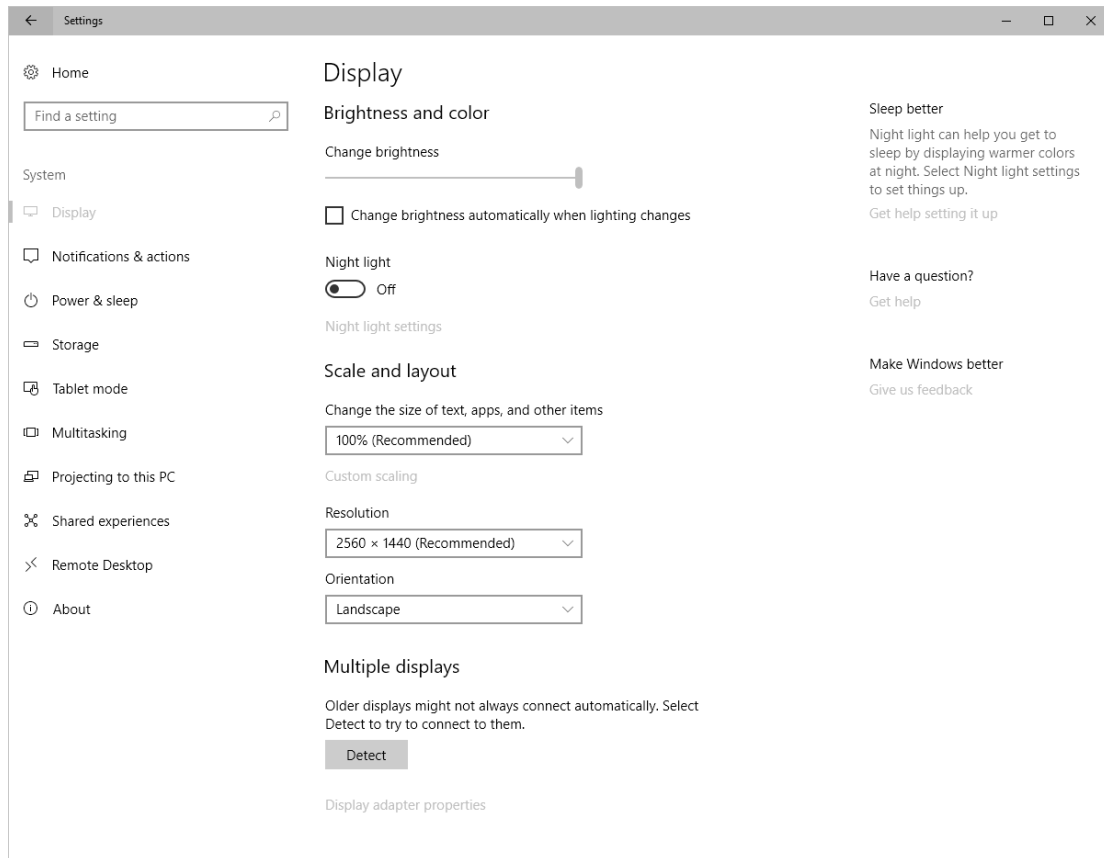 Settings
Home
Find a setting
System
Display
Notifications & actions
Power & sleep
Storage
Tablet mode
Multitasking
Projecting to this PC
Shared experiences
Remote Desktop
About
Display
Brightness and color
Change brightness
Change brightness automatically when lighting changes
Night light
Off
Night light settings
Scale and layout
Change the size of text, apps, and other items
100% (Recommended)
Custom scaling
Resolution
2560 × 1440 (Recommended)
Orientation
Landscape
Multiple displays
Older displays might not always connect automatically. Select
Detect to try to connect to them.
Detect
Display adapter properties
Sleep better
Night light can help you get to
sleep by displaying warmer colors
at night. Select Night light settings
to set things up.
Get help setting it up
Have a question?
Get help
Make Windows better
Give us feedback